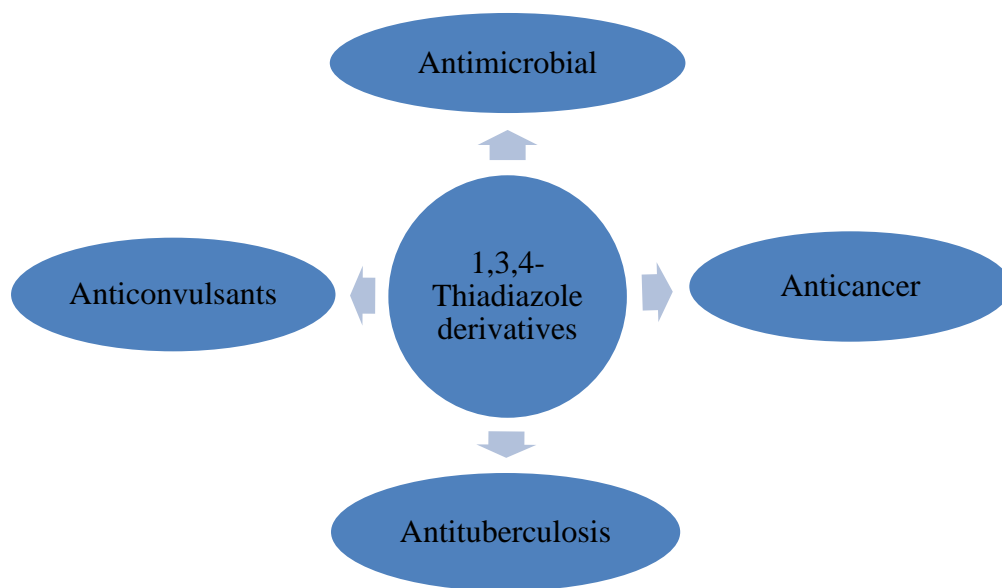 Antimicrobial
Anticonvulsants
1,3,4-
Thiadiazole
derivatives
Anticancer
Antituberculosis